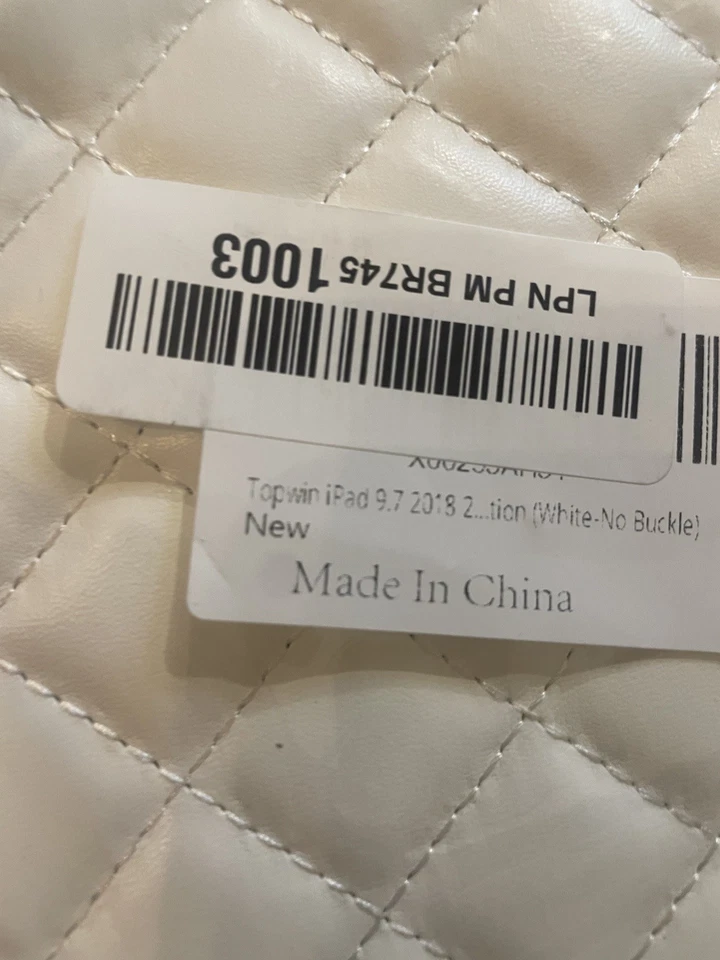 LPN PM BR745 1003
Topwin iPad 9.7 2018 2...tion (White-No Buckle)
New
Made In China